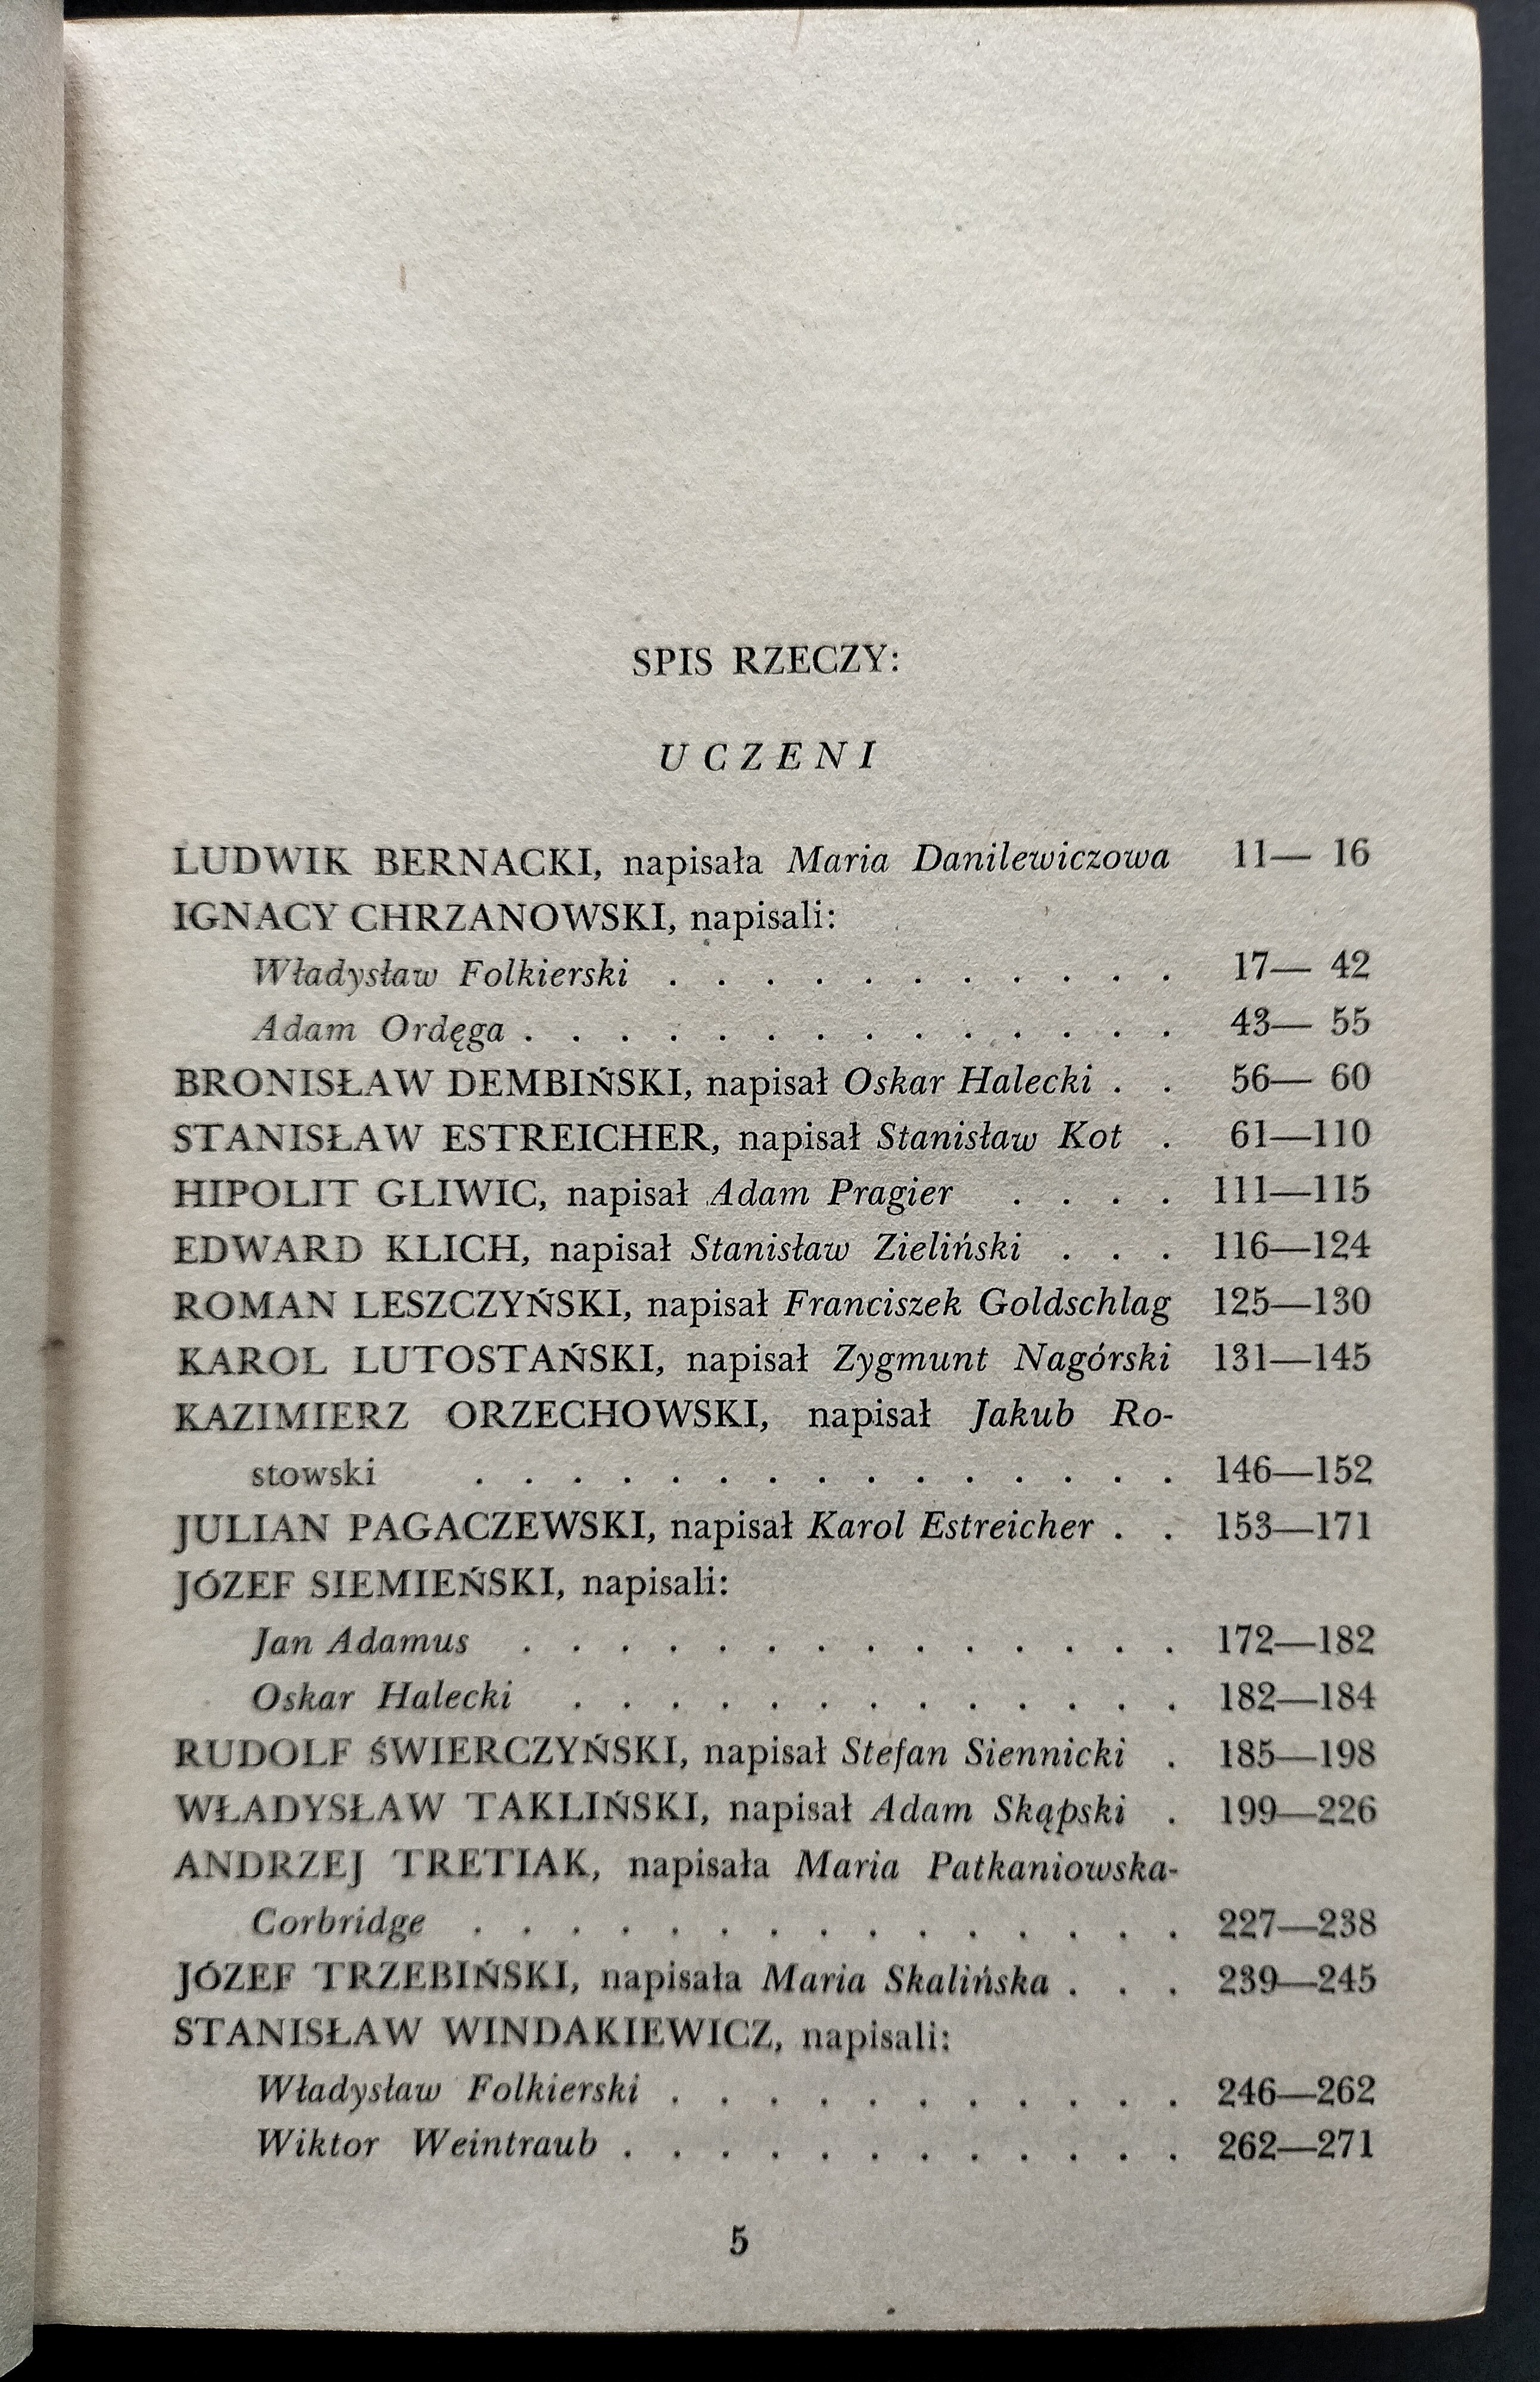 SPIS RZECZY:
UCZENI
LUDWIK BERNACKI, napisała Maria Danilewiczowa 11— 16
IGNACY CHRZANOWSKI, napisali:
Władysław Folkierski . . . . . . . . . . . 17— 42
Adam Ordęga . . . . . . . . . . . . . . 43— 55
BRONISŁAW DEMBIŃSKI, napisał Oskar Halecki . . 56— 60
STANISŁAW ESTREICHER, napisał Stanisław Kot . 61—110
HIPOLIT GLIWIC, napisał Adam Pragier . . . . 111—115
EDWARD KLICH, napisał Stanisław Zieliński . . . 116—124
ROMAN LESZCZYŃSKI, napisał Franciszek Goldschlag 125—130
KAROL LUTOSTAŃSKI, napisał Zygmunt Nagórski 131—145
KAZIMIERZ ORZECHOWSKI, napisał Jakub Ro-
stowski . . . . . . . . . . . . . . . 146—152
JULIAN PAGACZEWSKI, napisał Karol Estreicher . . 153—171
JÓZEF SIEMIEŃSKI, napisali:
Jan Adamus . . . . . . . . . . . . . . 172—182
Oskar Halecki . . . . . . . . . . . . . 182—184
RUDOLF ŚWIERCZYŃSKI, napisał Stefan Siennicki . 185—198
WŁADYSŁAW TAKLIŃSKI, napisał Adam Skąpski . 199—226
ANDRZEJ TRETIAK, napisała Maria Patkaniowska-
Corbridge . . . . . . . . . . . . . . . 227—238
JÓZEF TRZEBIŃSKI, napisała Maria Skalińska . . . 239—245
STANISŁAW WINDAKIEWICZ, napisali:
Władysław Folkierski . . . . . . . . . . . 246—262
Wiktor Weintraub . . . . . . . . . . . . 262—271
5